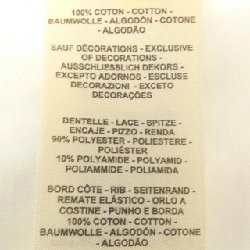 100% COTON - COTTON -
BAUMWOLLE - ALGODÓN - COTONE
- ALGODÃO
SAUF DÉCORATIONS - EXCLUSIVE
OF DECORATIONS -
AUSSCHLIESSLICH DEKORS -
EXCEPTO ADORNOS - ESCLUSE
DECORAZIONI - EXCETO
DECORAÇÕES
DENTELLE - LACE - SPITZE -
ENCAJE - PIZZO - RENDA
90% POLYESTER - POLIESTERE -
POLIÉSTER
10% POLYAMIDE - POLYAMID -
POLIAMMIDE - POLIAMIDA
BORD CÔTE - RIB - SEITENRAND -
REMATE ELÁSTICO - ORLO A
COSTINE - PUNHO E BORDA
100% COTON - COTTON -
BAUMWOLLE - ALGODÓN - COTONE
- ALGODÃO